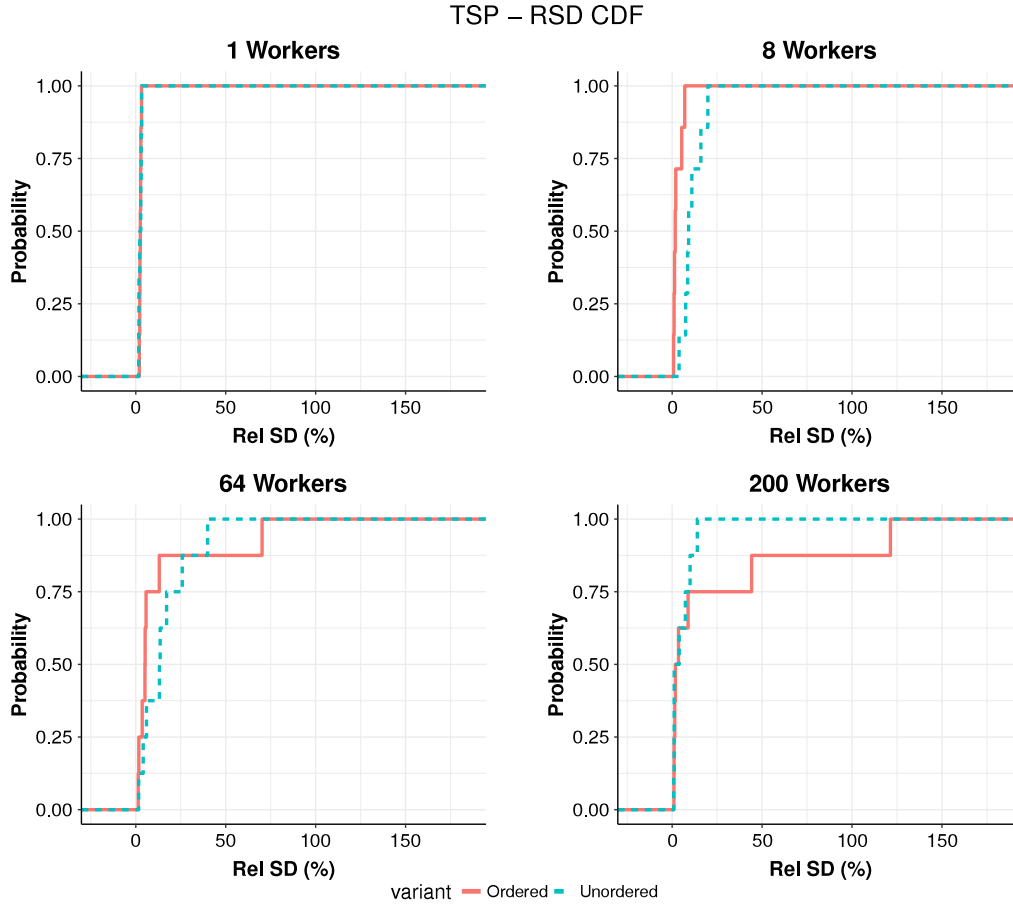 TSP – RSD CDF
1 Workers
Probability
1.00
0.75
0.50
0.25
0.00
0 50 100 150
Rel SD (%)
8 Workers
Probability
1.00
0.75
0.50
0.25
0.00
0 50 100 150
Rel SD (%)
64 Workers
Probability
1.00
0.75
0.50
0.25
0.00
0 50 100 150
Rel SD (%)
200 Workers
Probability
1.00
0.75
0.50
0.25
0.00
0 50 100 150
Rel SD (%)
variant Ordered Unordered